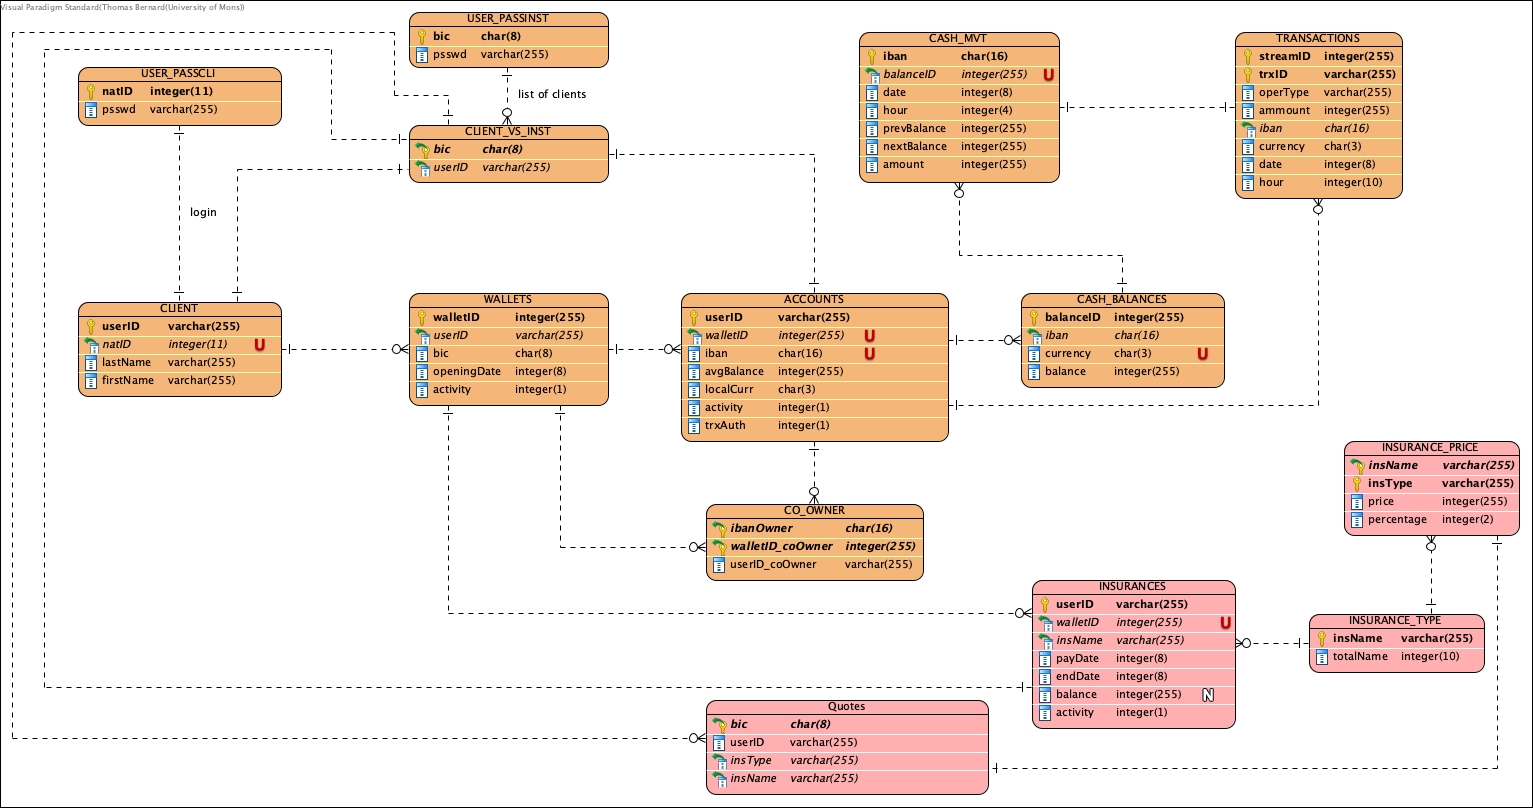 Visual Paradigm Standard(Thomas Bernard(University of Mons))
USER_PASSINST
bic char(8)
psswd varchar(255)
list of clients
USER_PASSCLI
natID integer(11)
psswd varchar(255)
login
CLIENT_VS_INST
bic char(8)
userID varchar(255)
CASH_MVT
iban char(16)
balanceID integer(255) U
date integer(8)
hour integer(4)
prevBalance integer(255)
nextBalance integer(255)
amount integer(255)
TRANSACTIONS
streamID integer(255)
trxID varchar(255)
operType varchar(255)
ammount integer(255)
iban char(16)
currency char(3)
date integer(8)
hour integer(10)
CLIENT
userID varchar(255)
natID integer(11) U
lastName varchar(255)
firstName varchar(255)
WALLETS
walletID integer(255)
userID varchar(255)
bic char(8)
openingDate integer(8)
activity integer(1)
ACCOUNTS
userID varchar(255)
walletID integer(255) U
iban char(16) U
avgBalance integer(255)
localCurr char(3)
activity integer(1)
trxAuth integer(1)
CASH_BALANCES
balanceID integer(255)
iban char(16)
currency char(3) U
balance integer(255)
CO_OWNER
ibanOwner char(16)
walletID_coOwner integer(255)
userID_coOwner varchar(255)
INSURANCE_PRICE
insName varchar(255)
insType varchar(255)
price integer(255)
percentage integer(2)
INSURANCES
userID varchar(255)
walletID integer(255) U
insName varchar(255)
payDate integer(8)
endDate integer(8)
balance integer(255) N
activity integer(1)
INSURANCE_TYPE
insName varchar(255)
totalName integer(10)
Quotes
bic char(8)
userID varchar(255)
insType varchar(255)
insName varchar(255)